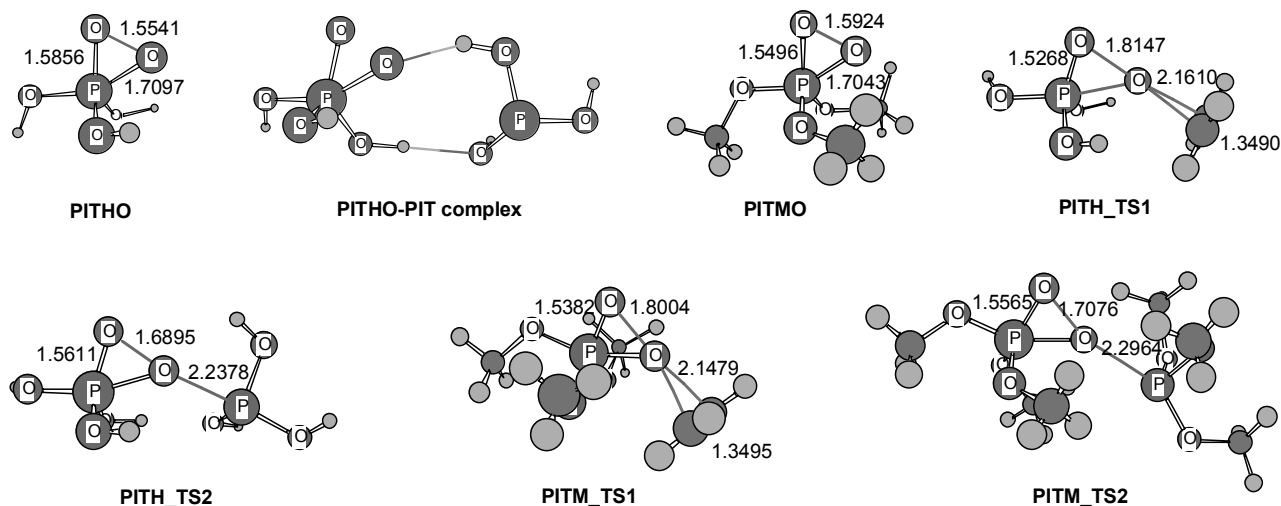 O 1.5541
1.5856 O
P 1.7097
O O
O
PITHO
O
O O
O P
O O
P O
O
PITHO-PIT complex
O 1.5924
1.5496 O
P 1.7043
O O
O
PITMO
O 1.8147
1.5268 O 2.1610
P
O
O
1.3490
PITH_TS1
O 1.6895
1.5611 O
2.2378
O P
O
O
O
P
O
O
PITH_TS2
O
1.5382 1.8004
O
P O
2.1479
1.3495
PITM_TS1
O
1.5565 1.7076
O
P O
2.2964
O
O
P
O
PITM_TS2